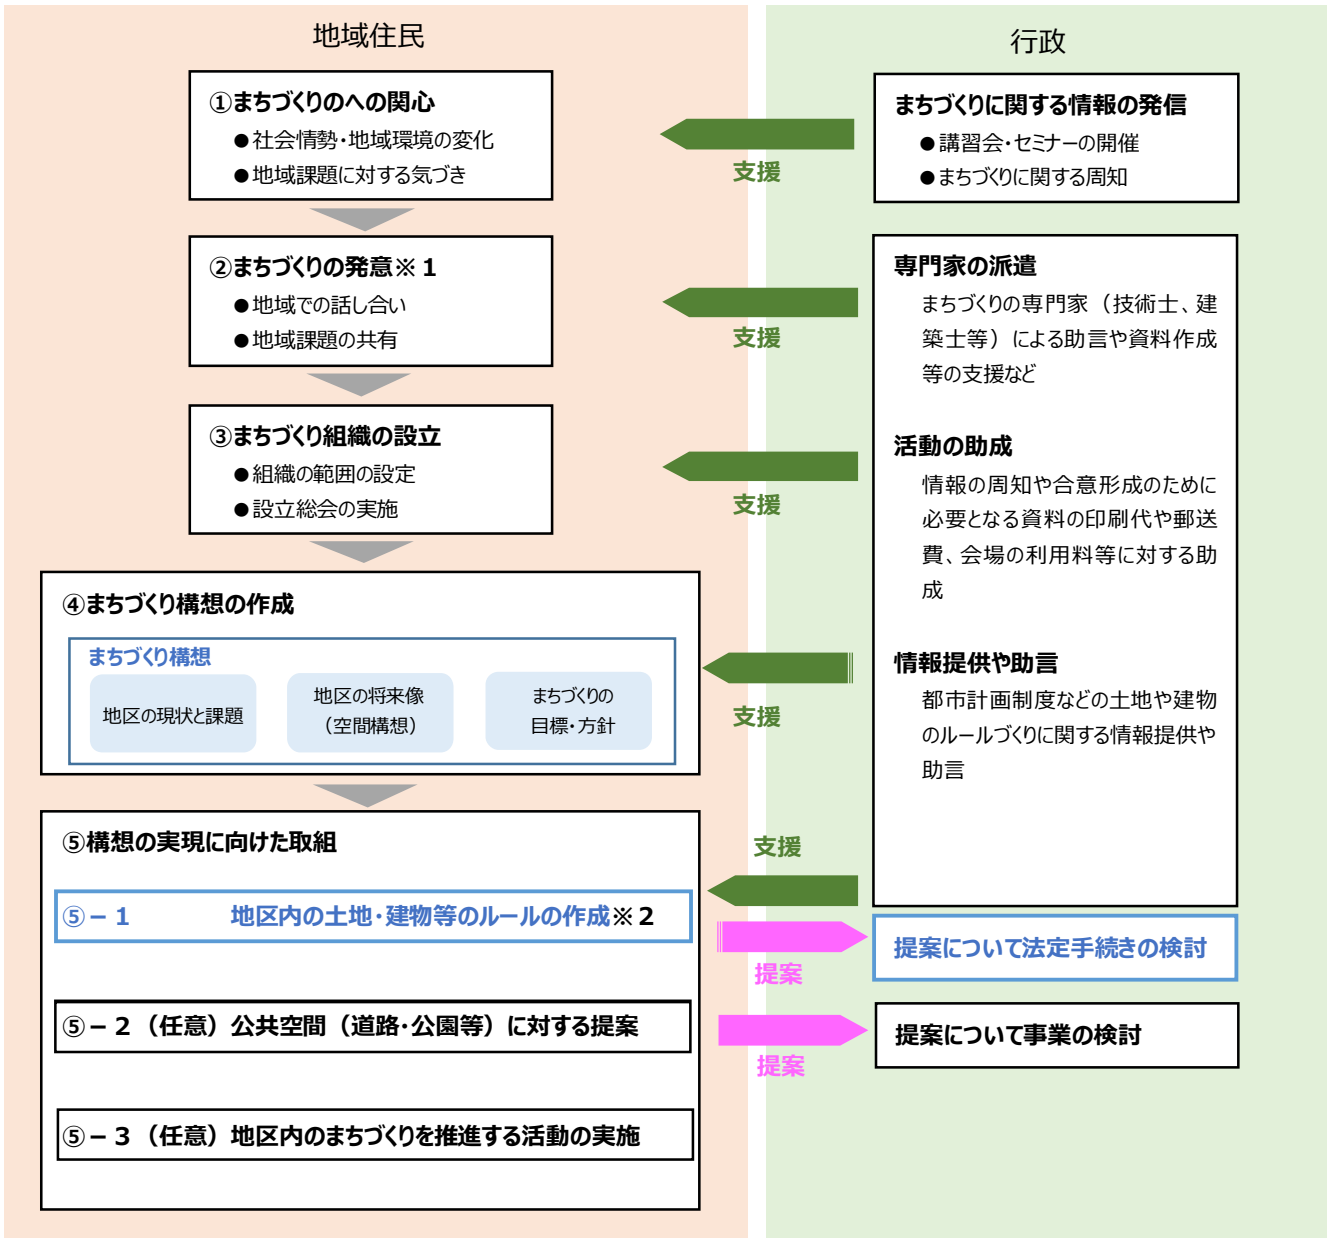 地域住民
①まちづくりのへの関心
●社会情勢・地域環境の変化
●地域課題に対する気づき
②まちづくりの発意※１
●地域での話し合い
●地域課題の共有
③まちづくり組織の設立
●組織の範囲の設定
●設立総会の実施
④まちづくり構想の作成
まちづくり構想
地区の現状と課題
地区の将来像
（空間構想）
まちづくりの
目標・方針
⑤構想の実現に向けた取組
⑤－１　地区内の土地・建物等のルールの作成※２
⑤－２（任意）公共空間（道路・公園等）に対する提案
⑤－３（任意）地区内のまちづくりを推進する活動の実施
支援
支援
支援
支援
支援
提案
提案
行政
まちづくりに関する情報の発信
●講習会・セミナーの開催
●まちづくりに関する周知
専門家の派遣
まちづくりの専門家（技術士、建
築士等）による助言や資料作成
等の支援など
活動の助成
情報の周知や合意形成のために
必要となる資料の印刷代や郵送
費、会場の利用料等に対する助
成
情報提供や助言
都市計画制度などの土地や建物
のルールづくりに関する情報提供や
助言
提案について法定手続きの検討
提案について事業の検討